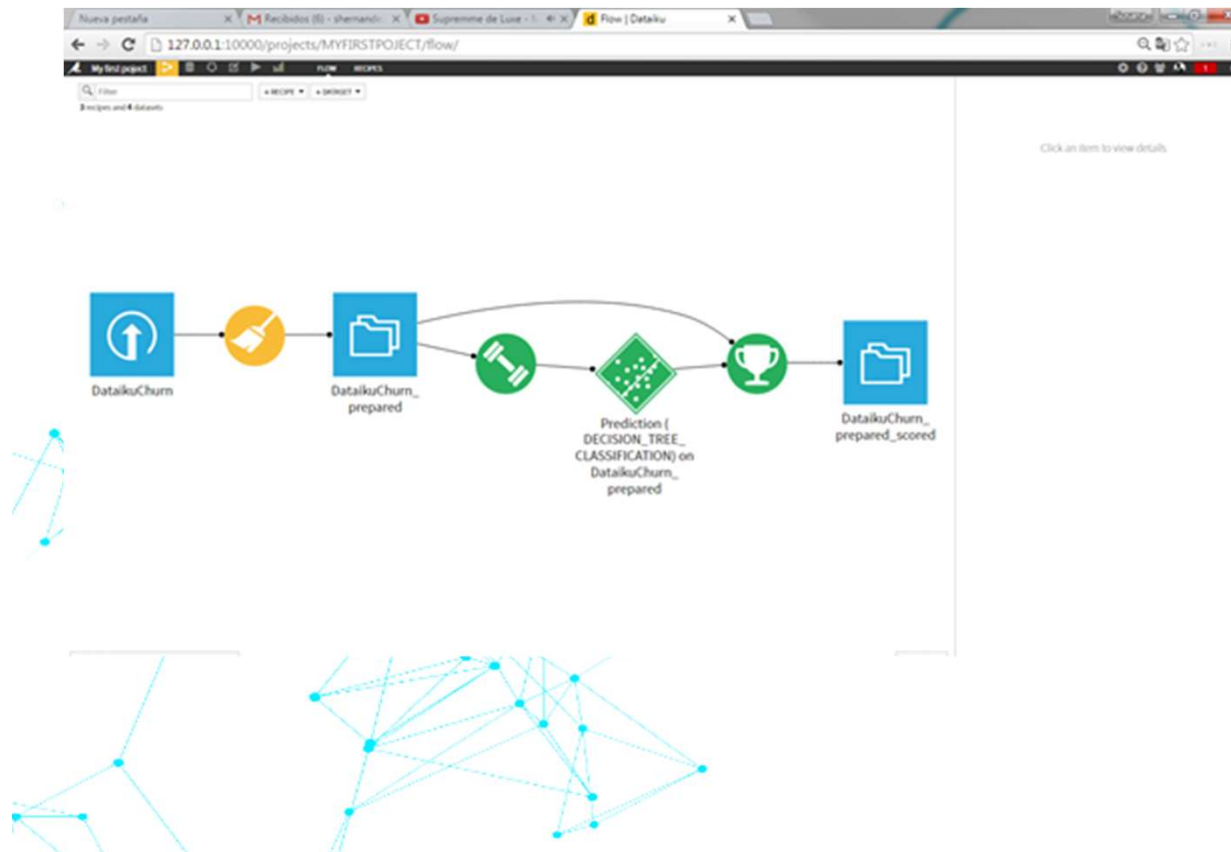 Nueva pestaña
Recibidos (6) - shernando
Supremme de Luxe -
Flow | Dataiku
127.0.0.1:10000/projects/MYFIRSTPOJECT/flow/
My first poject
FLOW
RECIPES
Filter
+ RECIPE
+ DATASET
3 recipes and 4 datasets
Click an item to view details
DataikuChurn
DataikuChurn_
prepared
Prediction (
DECISION_TREE_
CLASSIFICATION) on
DataikuChurn_
prepared
DataikuChurn_
prepared_scored